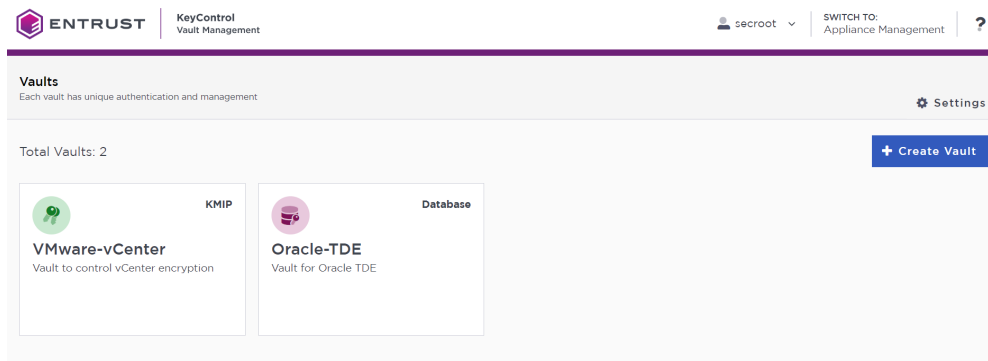 ENTRUST
KeyControl
Vault Management
secroot
SWITCH TO:
Appliance Management
?
Vaults
Each vault has unique authentication and management
Settings
Total Vaults: 2
+ Create Vault
KMIP
VMware-vCenter
Vault to control vCenter encryption
Database
Oracle-TDE
Vault for Oracle TDE